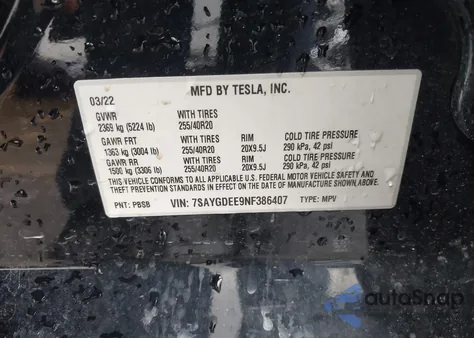 MFD BY TESLA, INC.
03/22
GVWR WITH TIRES
2369 kg (5224 lb) 255/40R20
GAWR FRT WITH TIRES RIM COLD TIRE PRESSURE
1363 kg (3004 lb) 255/40R20 20X9.5J 290 kPa, 42 psi
GAWR RR WITH TIRES RIM COLD TIRE PRESSURE
1500 kg (3306 lb) 255/40R20 20X9.5J 290 kPa, 42 psi
THIS VEHICLE CONFORMS TO ALL APPLICABLE U.S. FEDERAL MOTOR VEHICLE SAFETY AND
THEFT PREVENTION STANDARDS IN EFFECT ON THE DATE OF MANUFACTURE SHOWN ABOVE.
PNT: PBSB VIN: 7SAYGDEE9NF386407 TYPE: MPV
autoSnap